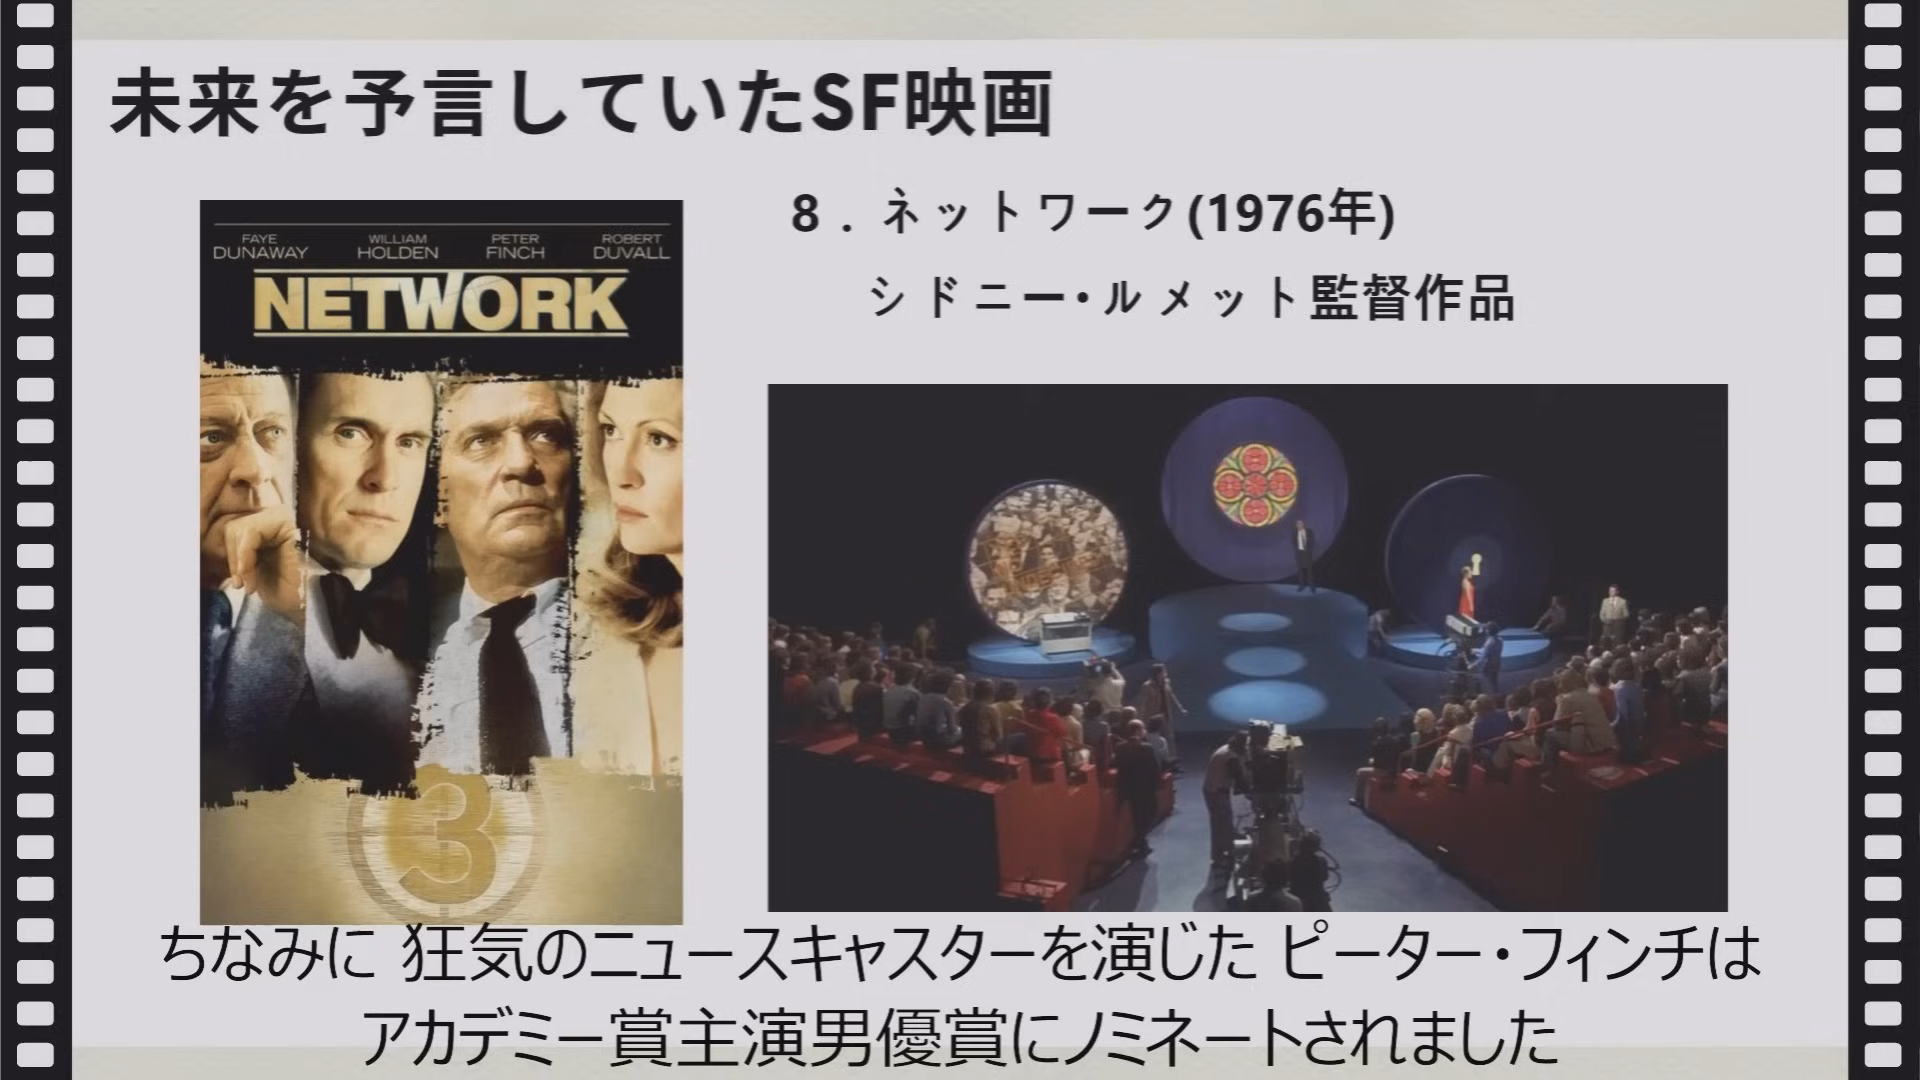 未来を予言していたSF映画
8．ネットワーク(1976年)
シドニー・ルメット監督作品
FAYE DUNAWAY
WILLIAM HOLDEN
PETER FINCH
ROBERT DUVALL
NETWORK
3
ちなみに 狂気のニュースキャスターを演じた ピーター・フィンチは
アカデミー賞主演男優賞にノミネートされました